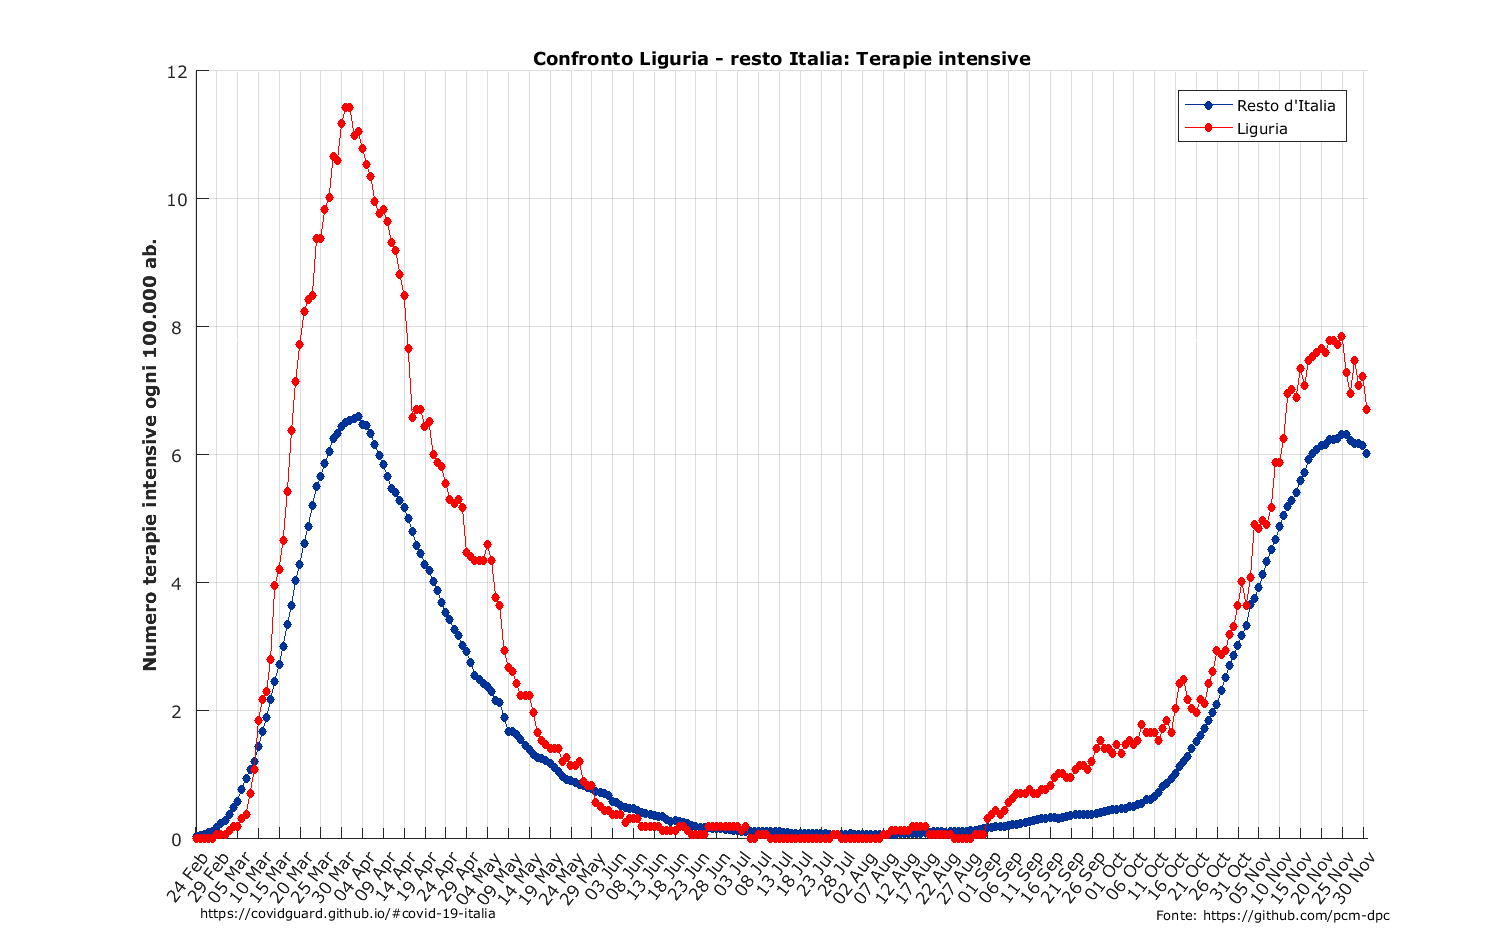 Confronto Liguria - resto Italia: Terapie intensive
Resto d'Italia
Liguria
Numero terapie intensive ogni 100.000 ab.
12
10
8
6
4
2
0
24 Feb
29 Feb
05 Mar
10 Mar
15 Mar
20 Mar
25 Mar
30 Mar
04 Apr
09 Apr
14 Apr
19 Apr
24 Apr
29 Apr
04 May
09 May
14 May
19 May
24 May
29 May
03 Jun
08 Jun
13 Jun
18 Jun
23 Jun
28 Jun
03 Jul
08 Jul
13 Jul
18 Jul
23 Jul
28 Jul
02 Aug
07 Aug
12 Aug
17 Aug
22 Aug
27 Aug
01 Sep
06 Sep
11 Sep
16 Sep
21 Sep
26 Sep
01 Oct
06 Oct
11 Oct
16 Oct
21 Oct
26 Oct
31 Oct
05 Nov
10 Nov
15 Nov
20 Nov
25 Nov
30 Nov
https://covidguard.github.io/#covid-19-italia
Fonte: https://github.com/pcm-dpc